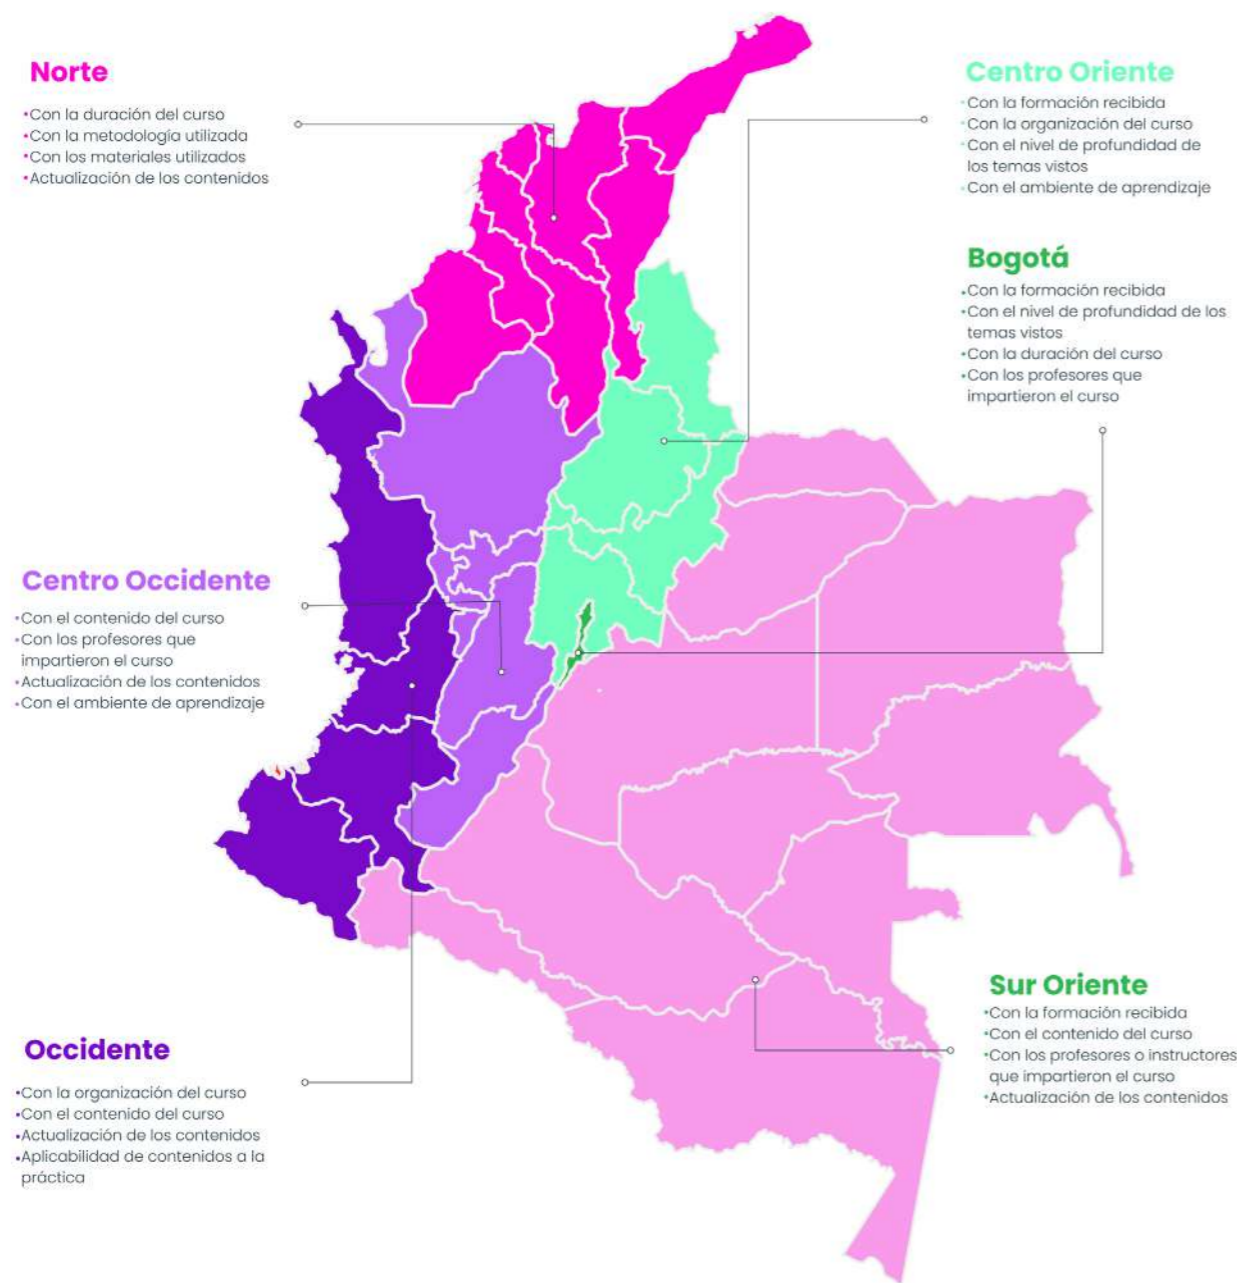 Norte
•Con la duración del curso
•Con la metodología utilizada
•Con los materiales utilizados
•Actualización de los contenidos
Centro Oriente
•Con la formación recibida
•Con la organización del curso
•Con el nivel de profundidad de
los temas vistos
•Con el ambiente de aprendizaje
Bogotá
•Con la formación recibida
•Con el nivel de profundidad de los
temas vistos
•Con la duración del curso
•Con los profesores que
impartieron el curso
Centro Occidente
•Con el contenido del curso
•Con los profesores que
impartieron el curso
•Actualización de los contenidos
•Con el ambiente de aprendizaje
Sur Oriente
•Con la formación recibida
•Con el contenido del curso
•Con los profesores o instructores
que impartieron el curso
•Actualización de los contenidos
Occidente
•Con la organización del curso
•Con el contenido del curso
•Actualización de los contenidos
•Aplicabilidad de contenidos a la
práctica